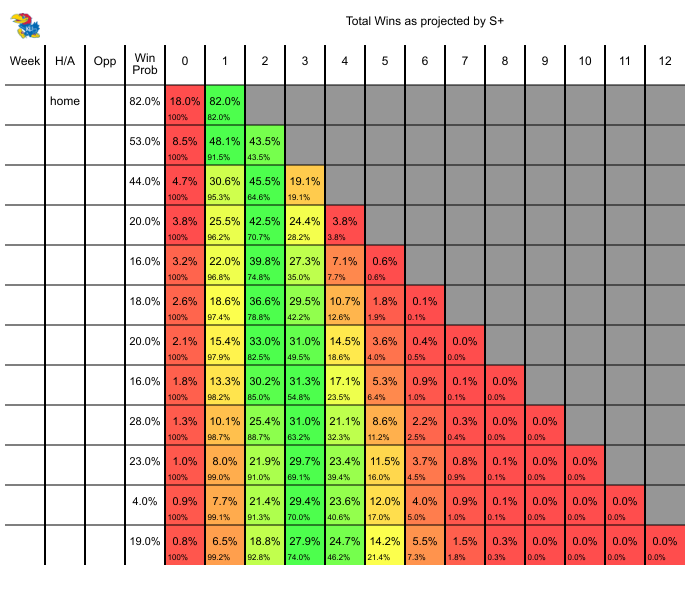 Total Wins as projected by S+
Week H/A Opp Win Prob 0 1 2 3 4 5 6 7 8 9 10 11 12
home 82.0% 18.0% 82.0%
100% 82.0%
53.0% 8.5% 48.1% 43.5%
100% 91.5% 43.5%
44.0% 4.7% 30.6% 45.5% 19.1%
100% 95.3% 64.6% 19.1%
20.0% 3.8% 25.5% 42.5% 24.4% 3.8%
100% 96.2% 70.7% 28.2% 3.8%
16.0% 3.2% 22.0% 39.8% 27.3% 7.1% 0.6%
100% 96.8% 74.8% 35.0% 7.7% 0.6%
18.0% 2.6% 18.6% 36.6% 29.5% 10.7% 1.8% 0.1%
100% 97.4% 78.8% 42.2% 12.6% 1.9% 0.1%
20.0% 2.1% 15.4% 33.0% 31.0% 14.5% 3.6% 0.4% 0.0%
100% 97.9% 82.5% 49.5% 18.6% 4.0% 0.5% 0.0%
16.0% 1.8% 13.3% 30.2% 31.3% 17.1% 5.3% 0.9% 0.1% 0.0%
100% 98.2% 85.0% 54.8% 23.5% 6.4% 1.0% 0.1% 0.0%
28.0% 1.3% 10.1% 25.4% 31.0% 21.1% 8.6% 2.2% 0.3% 0.0% 0.0%
100% 98.7% 88.7% 63.2% 32.3% 11.2% 2.5% 0.4% 0.0% 0.0%
23.0% 1.0% 8.0% 21.9% 29.7% 23.4% 11.5% 3.7% 0.8% 0.1% 0.0% 0.0%
100% 99.0% 91.0% 69.1% 39.4% 16.0% 4.5% 0.9% 0.1% 0.0% 0.0%
4.0% 0.9% 7.7% 21.4% 29.4% 23.6% 12.0% 4.0% 0.9% 0.1% 0.0% 0.0% 0.0%
100% 99.1% 91.3% 70.0% 40.6% 17.0% 5.0% 1.0% 0.1% 0.0% 0.0% 0.0%
19.0% 0.8% 6.5% 18.8% 27.9% 24.7% 14.2% 5.5% 1.5% 0.3% 0.0% 0.0% 0.0% 0.0%
100% 99.2% 92.8% 74.0% 46.2% 21.4% 7.3% 1.8% 0.3% 0.0% 0.0% 0.0% 0.0%